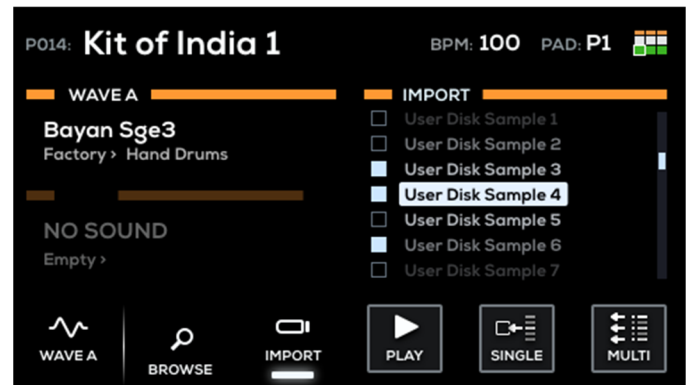 P014: Kit of India 1
BPM: 100 PAD: P1
WAVE A
Bayan Sge3
Factory › Hand Drums
NO SOUND
Empty ›
IMPORT
User Disk Sample 1
User Disk Sample 2
User Disk Sample 3
User Disk Sample 4
User Disk Sample 5
User Disk Sample 6
User Disk Sample 7
WAVE A
BROWSE
IMPORT
PLAY
SINGLE
MULTI